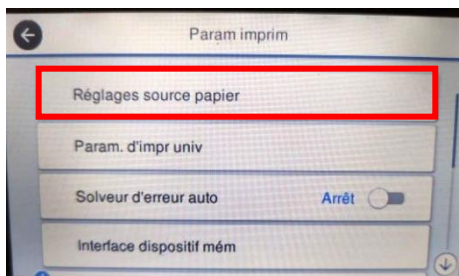 Param imprim
Réglages source papier
Param. d'impr univ
Solveur d'erreur auto Arrêt
Interface dispositif mém